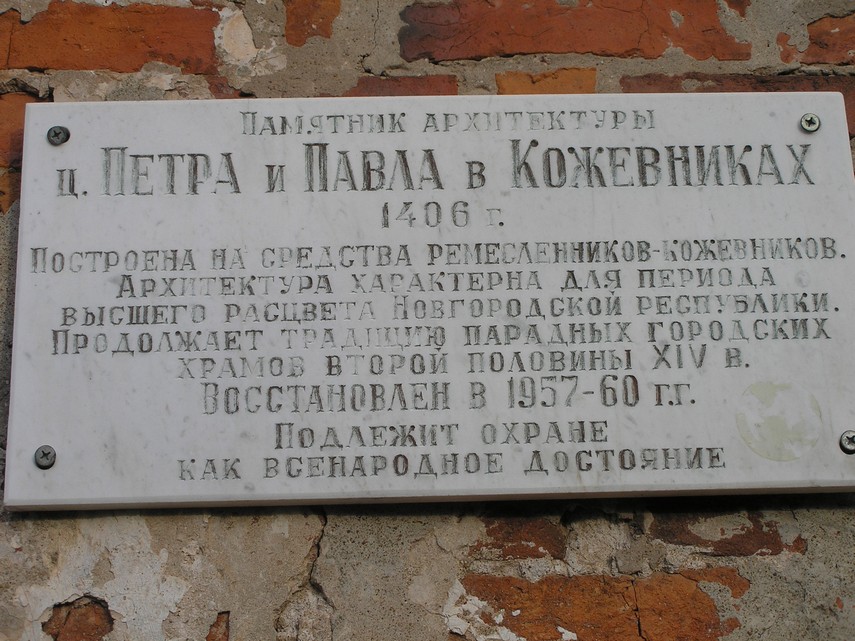 ПАМЯТНИК АРХИТЕКТУРЫ
Ц. ПЕТРА И ПАВЛА В КОЖЕВНИКАХ
1406 Г.
ПОСТРОЕНА НА СРЕДСТВА РЕМЕСЛЕННИКОВ-КОЖЕВНИКОВ.
АРХИТЕКТУРА ХАРАКТЕРНА ДЛЯ ПЕРИОДА
ВЫСШЕГО РАСЦВЕТА НОВГОРОДСКОЙ РЕСПУБЛИКИ.
ПРОДОЛЖАЕТ ТРАДИЦИЮ ПАРАДНЫХ ГОРОДСКИХ
ХРАМОВ ВТОРОЙ ПОЛОВИНЫ XIV В.
ВОССТАНОВЛЕН В 1957-60 Г.Г.
ПОДЛЕЖИТ ОХРАНЕ
КАК ВСЕНАРОДНОЕ ДОСТОЯНИЕ